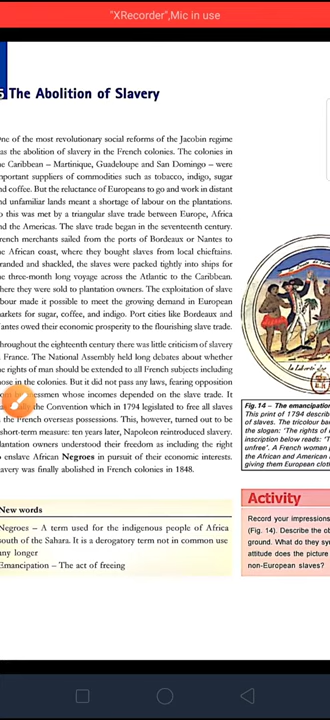 "XRecorder",Mic in use
The Abolition of Slavery
One of the most revolutionary social reforms of the Jacobin regime
was the abolition of slavery in the French colonies. The colonies in
the Caribbean – Martinique, Guadeloupe and San Domingo – were
important suppliers of commodities such as tobacco, indigo, sugar
and coffee. But the reluctance of Europeans to go and work in distant
and unfamiliar lands meant a shortage of labour on the plantations.
So this was met by a triangular slave trade between Europe, Africa
and the Americas. The slave trade began in the seventeenth century.
French merchants sailed from the ports of Bordeaux or Nantes to
the African coast, where they bought slaves from local chieftains.
Branded and shackled, the slaves were packed tightly into ships for
the three-month long voyage across the Atlantic to the Caribbean.
There they were sold to plantation owners. The exploitation of slave
labour made it possible to meet the growing demand in European
markets for sugar, coffee, and indigo. Port cities like Bordeaux and
Nantes owed their economic prosperity to the flourishing slave trade.
Throughout the eighteenth century there was little criticism of slavery
in France. The National Assembly held long debates about whether
the rights of man should be extended to all French subjects including
those in the colonies. But it did not pass any laws, fearing opposition
from businessmen whose incomes depended on the slave trade. It
was the Convention which in 1794 legislated to free all slaves
in the French overseas possessions. This, however, turned out to be
a short-term measure: ten years later, Napoleon reintroduced slavery.
Plantation owners understood their freedom as including the right
to enslave African Negroes in pursuit of their economic interests.
Slavery was finally abolished in French colonies in 1848.
New words
Negroes – A term used for the indigenous people of Africa
south of the Sahara. It is a derogatory term not in common use
any longer
Emancipation – The act of freeing
la liberté
Fig.14 – The emancipation
This print of 1794 describ
of slaves. The tricolour ba
the slogan: 'The rights of
inscription below reads: 'T
unfree'. A French woman p
the African and American
giving them European cloth
Activity
Record your impressions
(Fig. 14). Describe the ob
ground. What do they sy
attitude does the picture
non-European slaves?